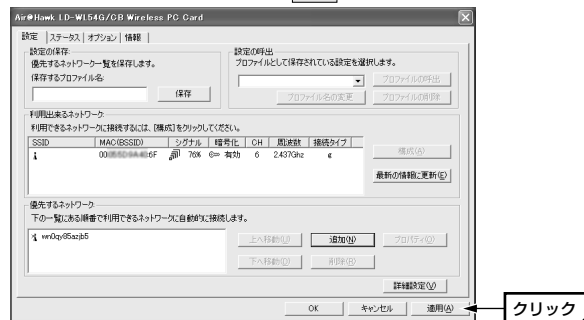 Air@Hawk LD-WL54G/CB Wireless PC Card
設定 ステータス オプション 情報
設定の保存
優先するネットワーク一覧を保存します。
保存するプロファイル名:
保存
設定の呼出
プロファイルとして保存されている設定を選択します。
プロファイルの呼出
プロファイル名の変更 プロファイルの削除
利用出来るネットワーク
利用できるネットワークに接続するには、[構成]をクリックしてください。
SSID MAC(BSSID) シグナル 暗号化 CH 周波数 接続タイプ
00 6F 76% 有効 6 2.437Ghz
構成(A)
最新の情報に更新(E)
優先するネットワーク
下の一覧にある順番で利用できるネットワークに自動的に接続します。
wn0qy85azjb5
上へ移動(U) 追加(N) プロパティ(O)
下へ移動(D) 削除(R)
詳細設定(V)
OK キャンセル 適用(A)
クリック